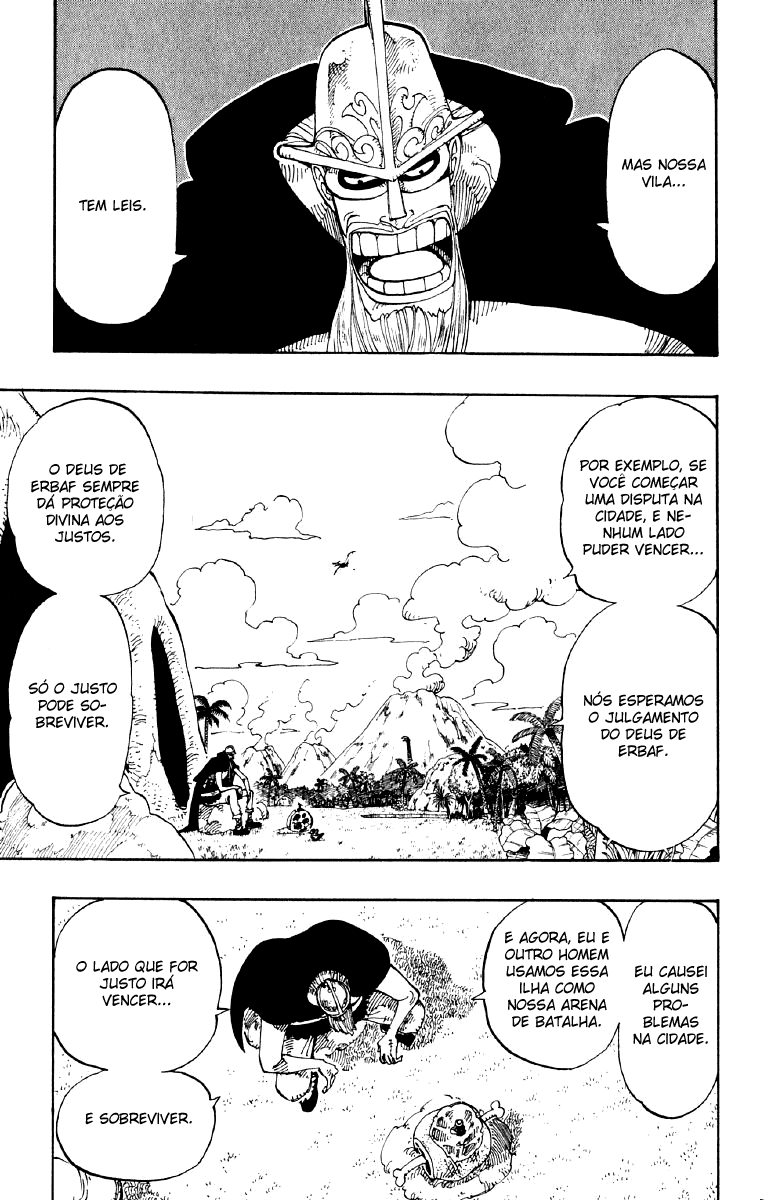 MAS NOSSA
VILA...
TEM LEIS.
POR EXEMPLO, SE
VOCÊ COMEÇAR
UMA DISPUTA NA
CIDADE, E NE-
NHUM LADO
PUDER VENCER...
NÓS ESPERAMOS
O JULGAMENTO
DO DEUS DE
ERBAF.
O DEUS DE
ERBAF SEMPRE
DÁ PROTEÇÃO
DIVINA AOS
JUSTOS.
SÓ O JUSTO
PODE SO-
BREVIVER.
EU CAUSEI
ALGUNS
PRO-
BLEMAS
NA CIDADE.
E AGORA, EU E
OUTRO HOMEM
USAMOS ESSA
ILHA COMO
NOSSA ARENA
DE BATALHA.
O LADO QUE FOR
JUSTO IRÁ
VENCER...
E SOBREVIVER.